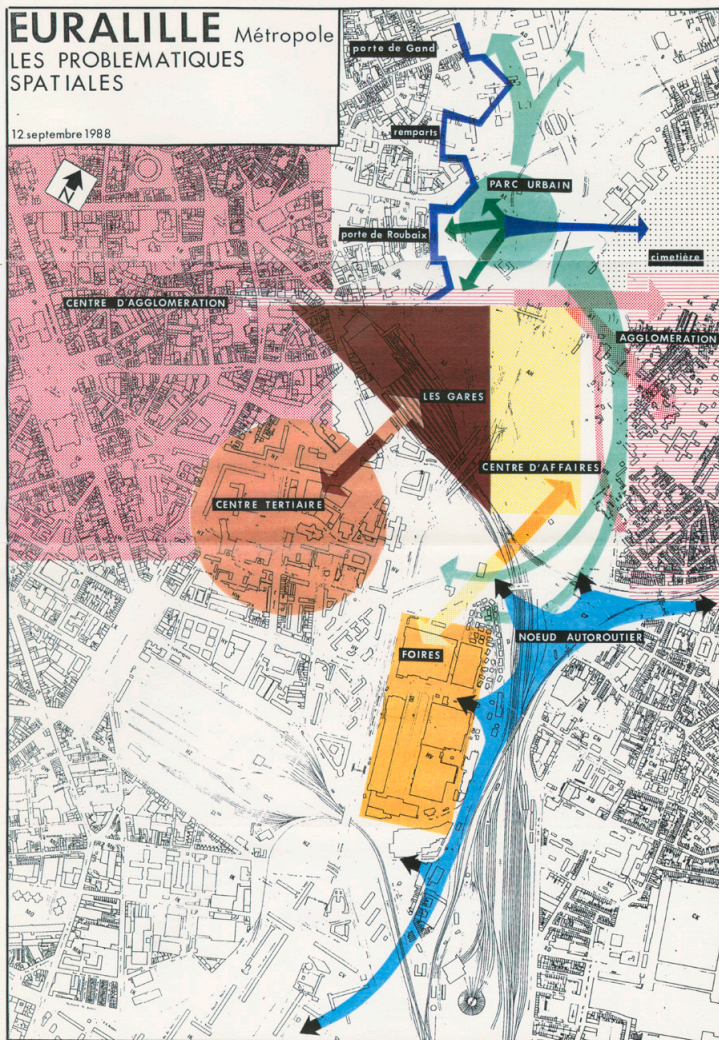 EURALILLE Métropole
LES PROBLEMATIQUES
SPATIALES
12 septembre 1988
N
porte de Gand
remparts
PARC URBAIN
porte de Roubaix
cimetière
CENTRE D'AGGLOMERATION
AGGLOMERATION
LES GARES
CENTRE D'AFFAIRES
CENTRE TERTIAIRE
NOEUD AUTOROUTIER
FOIRES